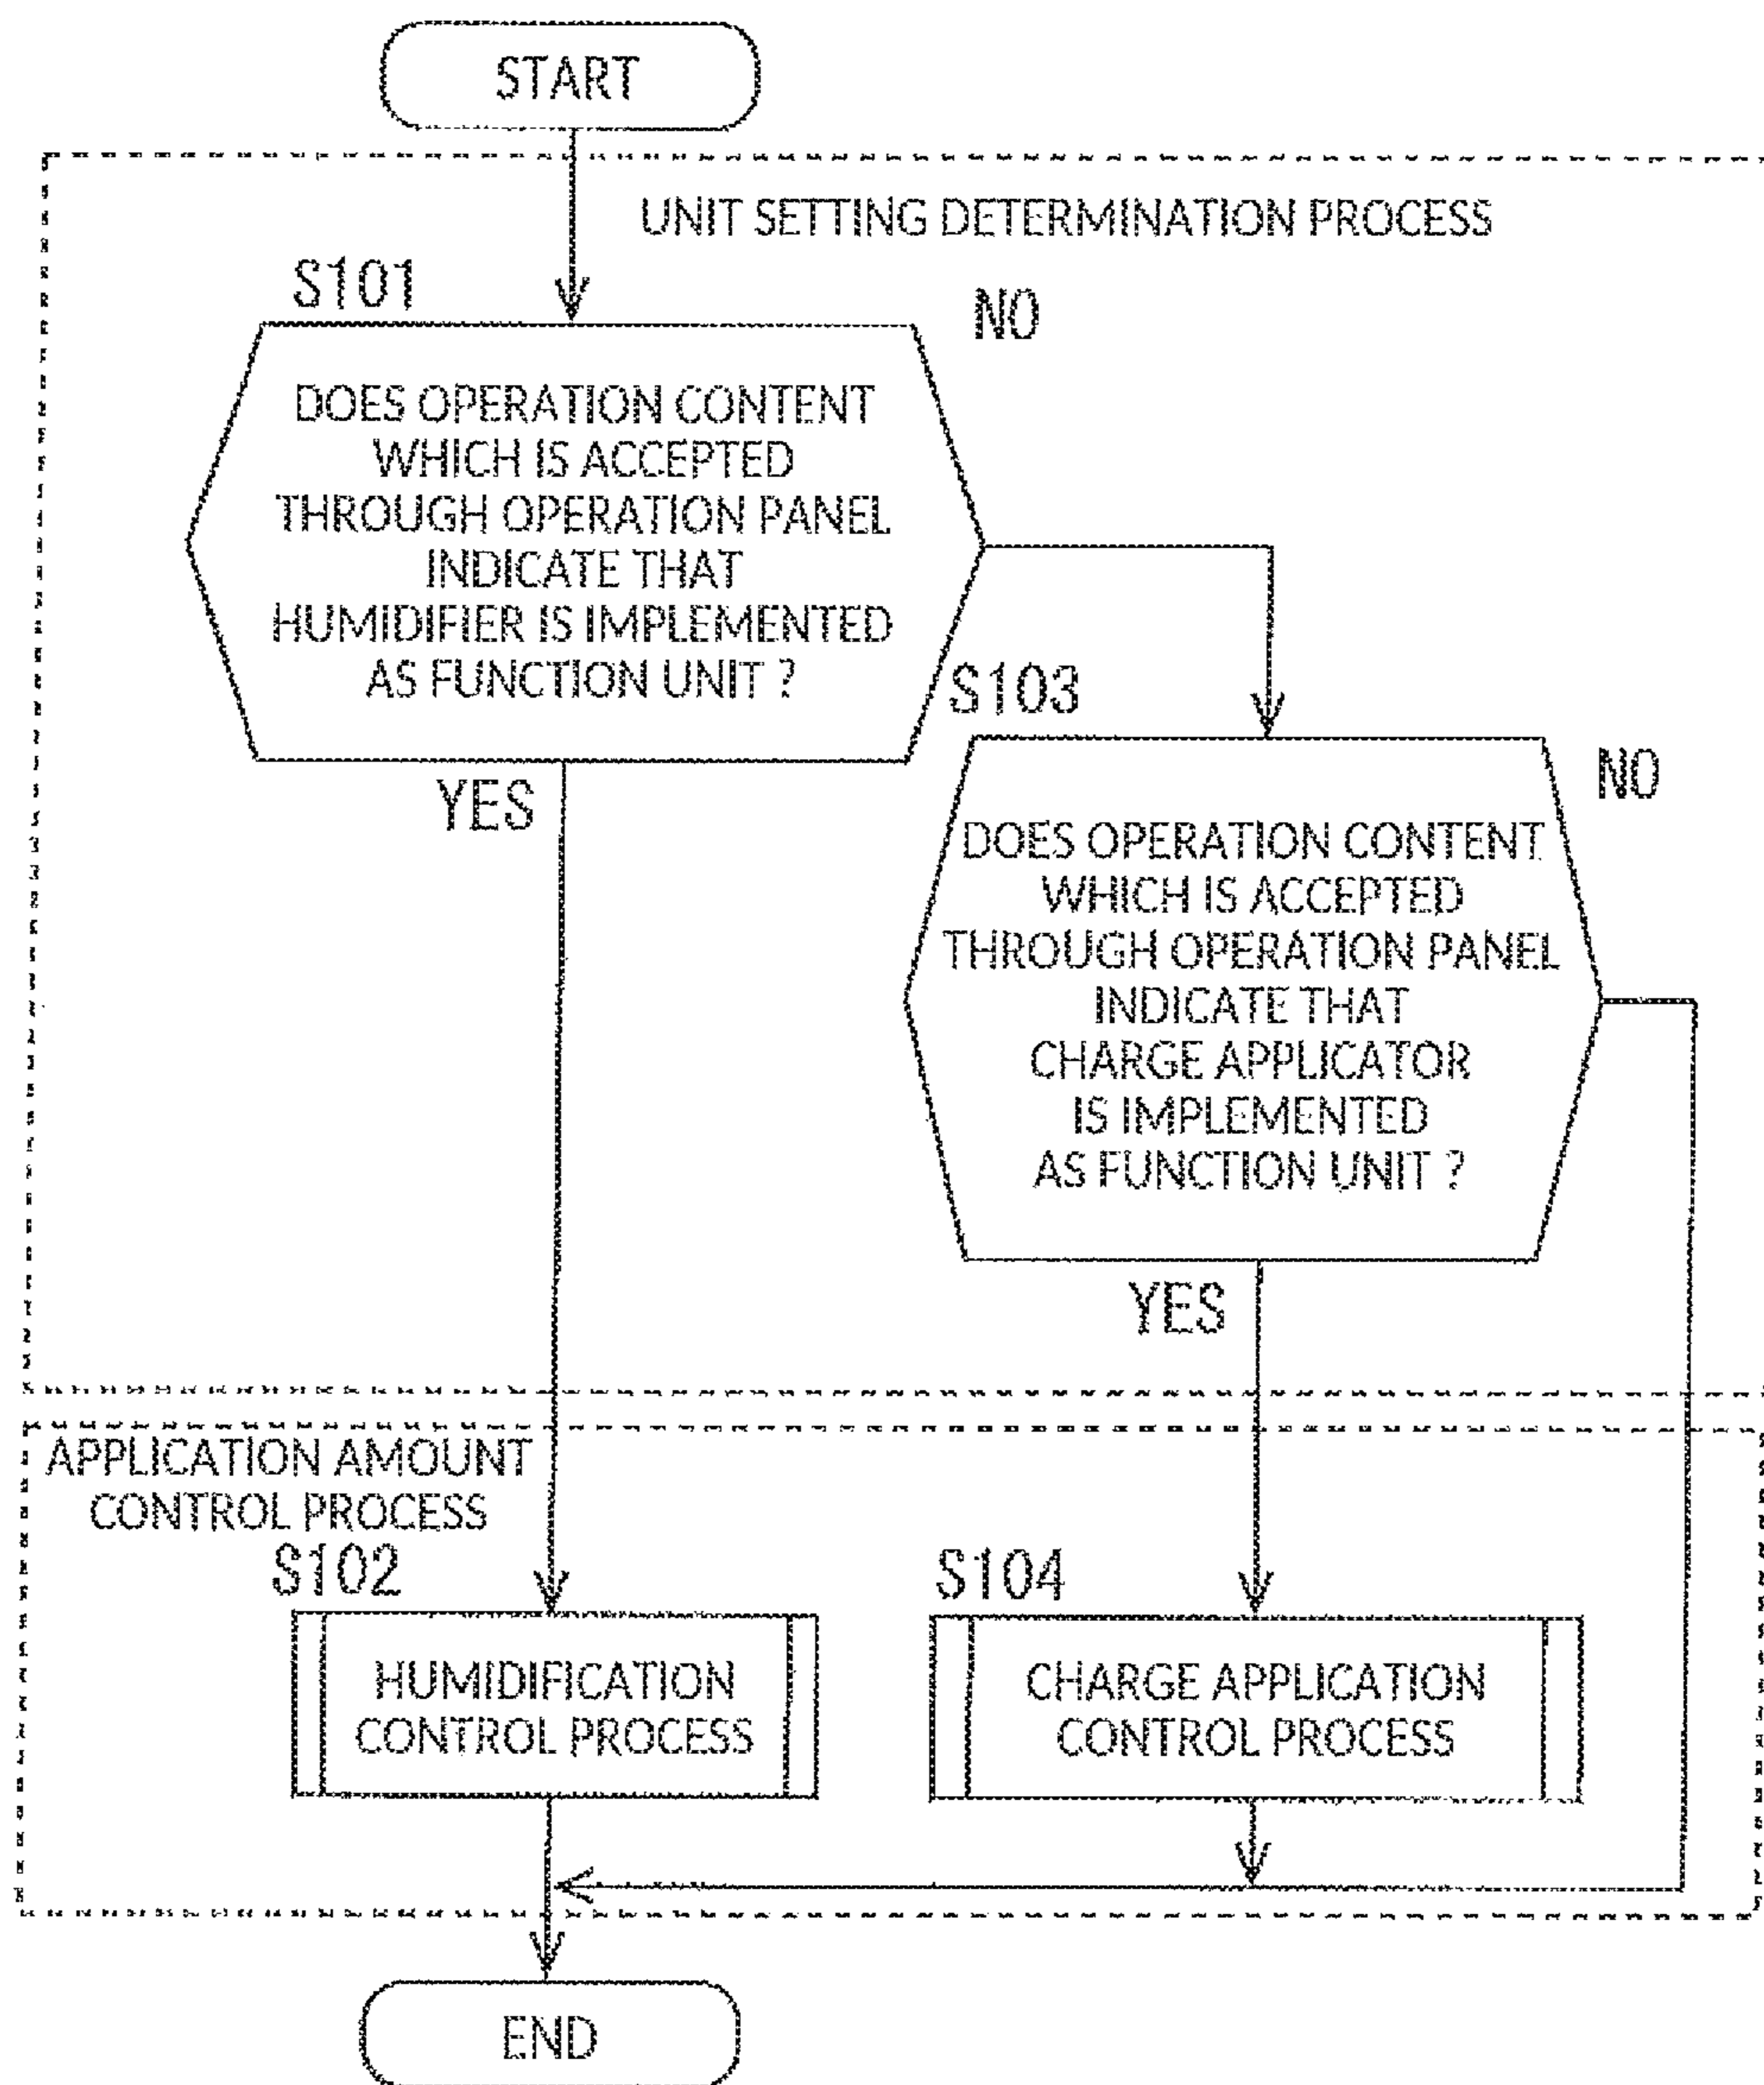 START
UNIT SETTING DETERMINATION PROCESS
S101
NO
DOES OPERATION CONTENT
WHICH IS ACCEPTED
THROUGH OPERATION PANEL
INDICATE THAT
HUMIDIFIER IS IMPLEMENTED
AS FUNCTION UNIT ?
YES
S103
NO
DOES OPERATION CONTENT
WHICH IS ACCEPTED
THROUGH OPERATION PANEL
INDICATE THAT
CHARGE APPLICATOR
IS IMPLEMENTED
AS FUNCTION UNIT ?
YES
APPLICATION AMOUNT
CONTROL PROCESS
S102
HUMIDIFICATION
CONTROL PROCESS
S104
CHARGE APPLICATION
CONTROL PROCESS
END